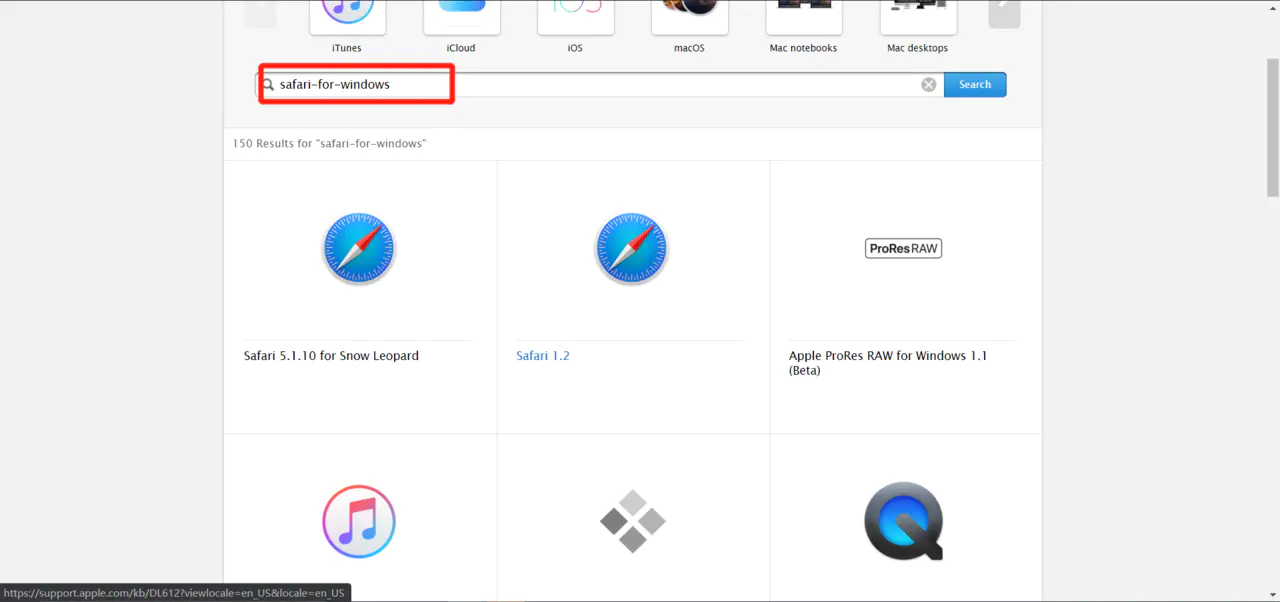 iTunes
iCloud
iOS
macOS
Mac notebooks
Mac desktops
safari-for-windows
Search
150 Results for "safari-for-windows"
ProRes RAW
Safari 5.1.10 for Snow Leopard
Safari 1.2
Apple ProRes RAW for Windows 1.1
(Beta)
https://support.apple.com/kb/DL612?viewlocale=en_US&locale=en_US